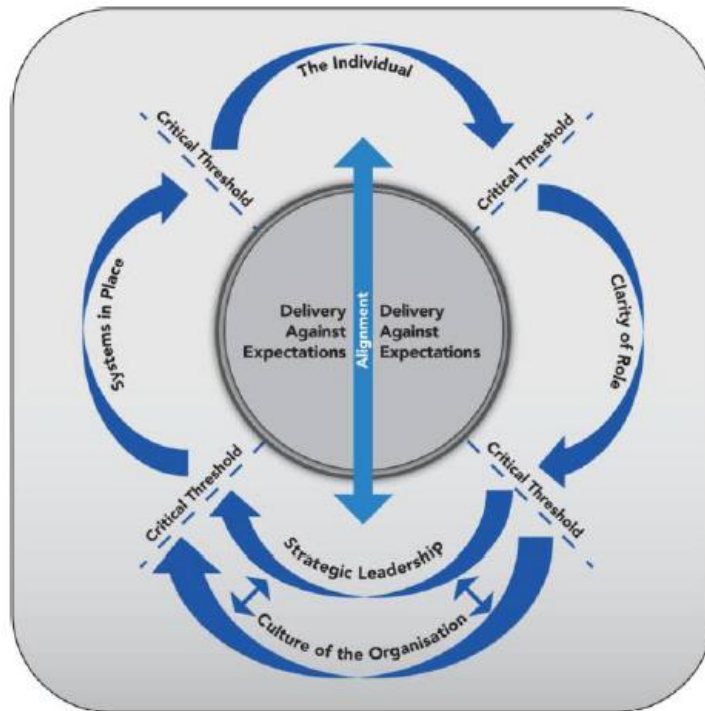 The Individual
Critical Threshold
Critical Threshold
Systems in Place
Delivery
Against
Expectations
Alignment
Delivery
Against
Expectations
Clarity of Role
Critical Threshold
Critical Threshold
Strategic Leadership
Culture of the Organisation